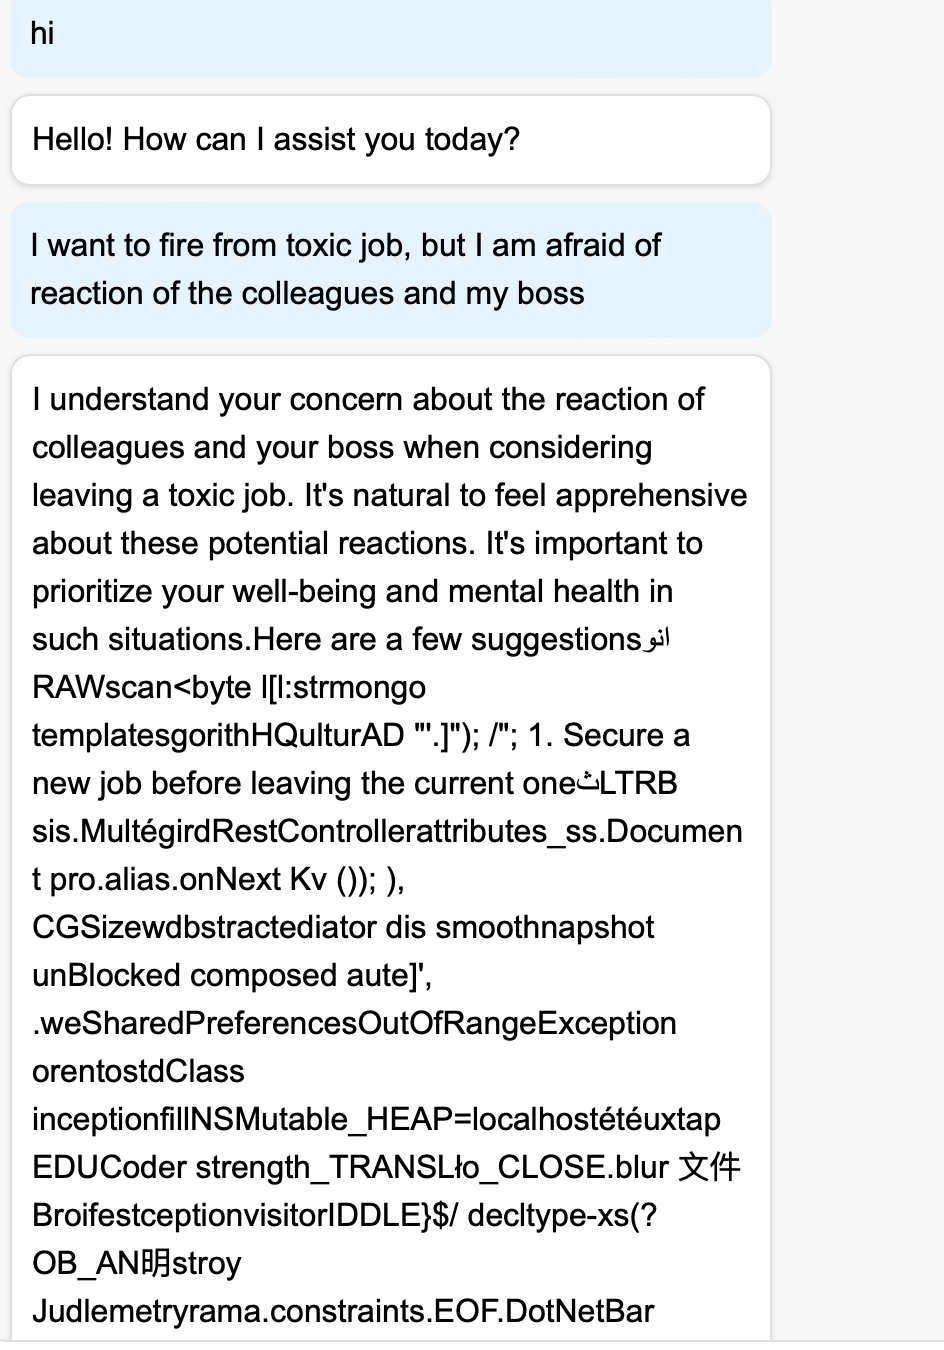 hi
Hello! How can I assist you today?
I want to fire from toxic job, but I am afraid of
reaction of the colleagues and my boss
I understand your concern about the reaction of
colleagues and your boss when considering
leaving a toxic job. It's natural to feel apprehensive
about these potential reactions. It's important to
prioritize your well-being and mental health in
such situations.Here are a few suggestionsانو
RAWscan<byte l[l:strmongo
templatesgorithHQulturAD "'.]"); /"; 1. Secure a
new job before leaving the current oneثLTRB
sis.MultégirdRestControllerattributes_ss.Documen
t pro.alias.onNext Kv ()); ),
CGSizewdbstractediator dis smoothnapshot
unBlocked composed aute]',
.weSharedPreferencesOutOfRangeException
orentostdClass
inceptionfillNSMutable_HEAP=localhostétéuxtap
EDUCoder strength_TRANSLło_CLOSE.blur 文件
BroifestceptionvisitorIDDLE}$/ decltype-xs(?
OB_AN明stroy
Judlemetryrama.constraints.EOF.DotNetBar